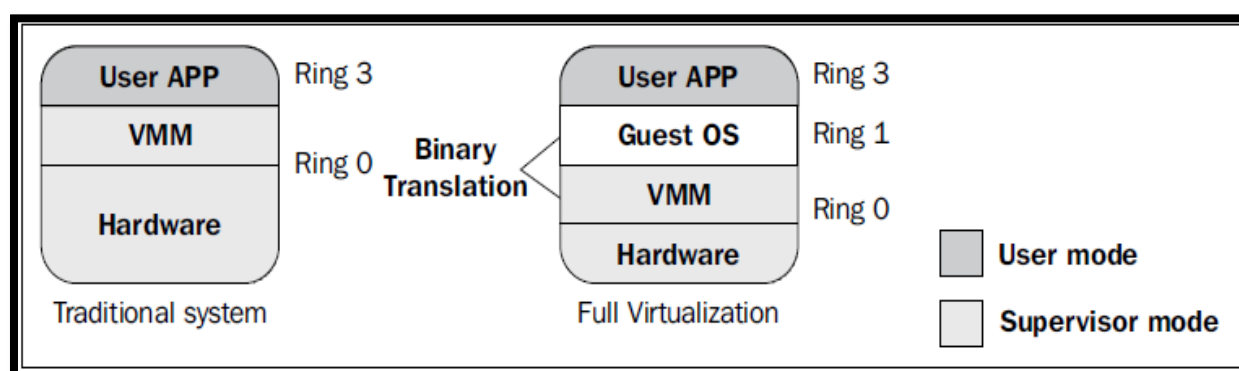 User APP
Ring 3
VMM
Ring 0
Hardware
Traditional system
Binary
Translation
User APP
Ring 3
Guest OS
Ring 1
VMM
Ring 0
Hardware
Full Virtualization
User mode
Supervisor mode